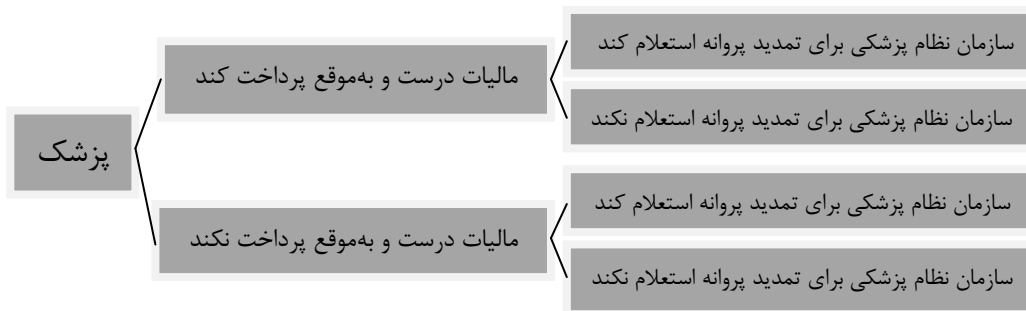 پزشک
مالیات درست و به‌موقع پرداخت کند
سازمان نظام پزشکی برای تمدید پروانه استعلام کند
سازمان نظام پزشکی برای تمدید پروانه استعلام نکند
مالیات درست و به‌موقع پرداخت نکند
سازمان نظام پزشکی برای تمدید پروانه استعلام کند
سازمان نظام پزشکی برای تمدید پروانه استعلام نکند